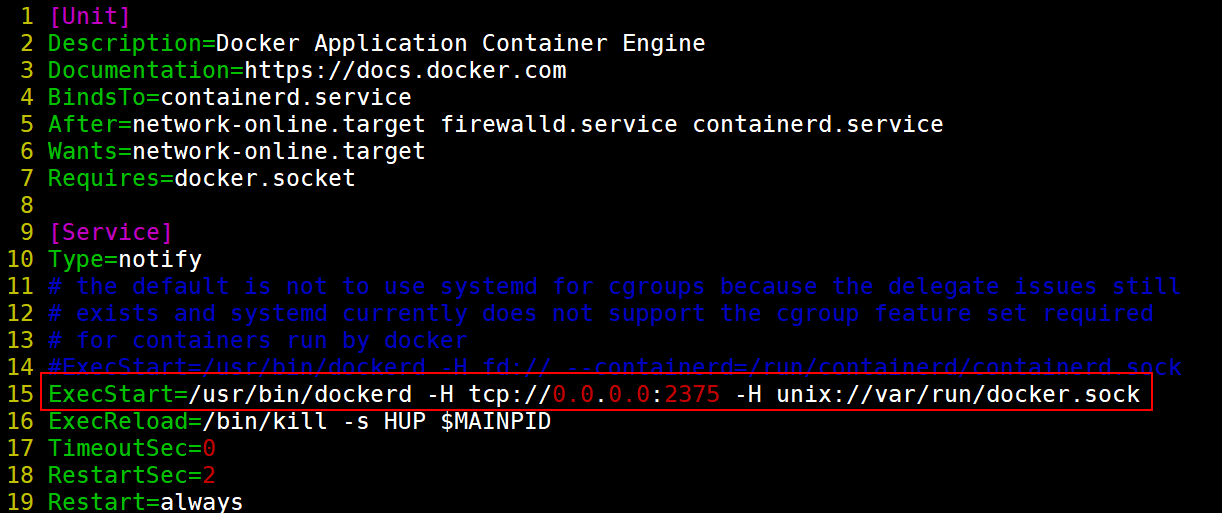 1 [Unit]
2 Description=Docker Application Container Engine
3 Documentation=https://docs.docker.com
4 BindsTo=containerd.service
5 After=network-online.target firewalld.service containerd.service
6 Wants=network-online.target
7 Requires=docker.socket
8
9 [Service]
10 Type=notify
11 # the default is not to use systemd for cgroups because the delegate issues still
12 # exists and systemd currently does not support the cgroup feature set required
13 # for containers run by docker
14 #ExecStart=/usr/bin/dockerd -H fd:// --containerd=/run/containerd/containerd.sock
15 ExecStart=/usr/bin/dockerd -H tcp://0.0.0.0:2375 -H unix://var/run/docker.sock
16 ExecReload=/bin/kill -s HUP $MAINPID
17 TimeoutSec=0
18 RestartSec=2
19 Restart=always